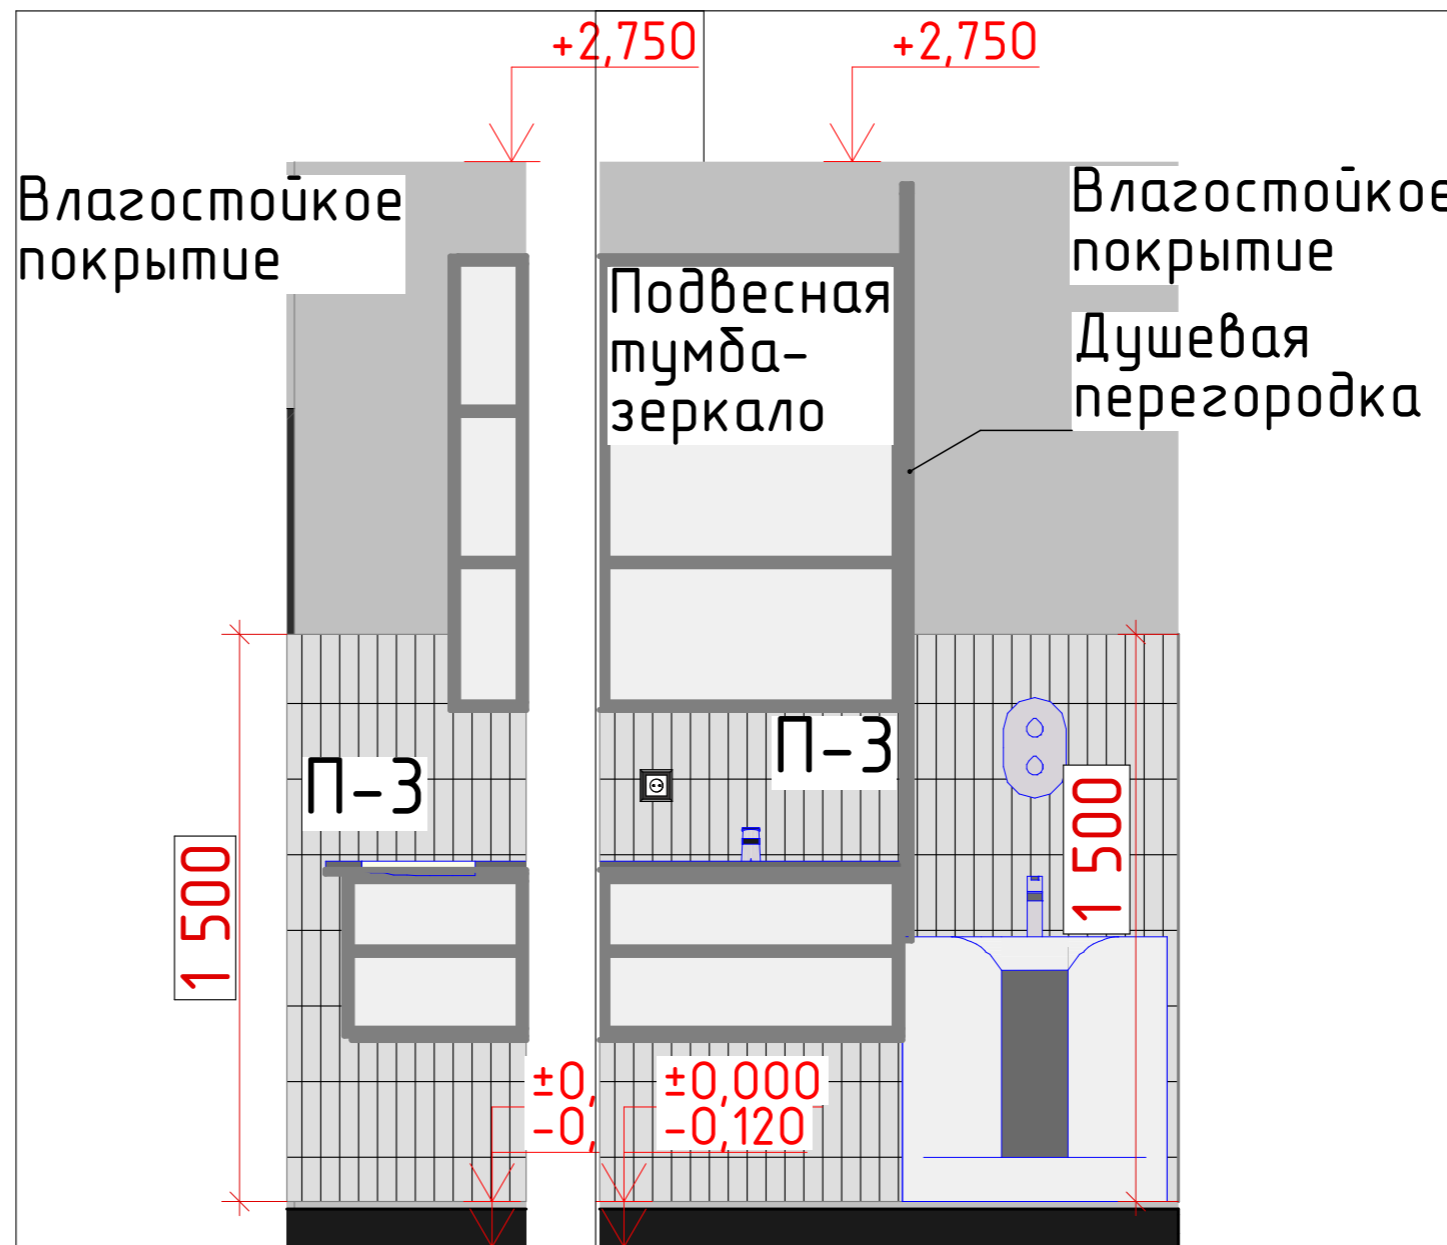 +2,750
+2,750
Влагостойкое
покрытие
Влагостойкое
покрытие
Подвесная
тумба-
зеркало
Душевая
перегородка
П-3
П-3
1 500
1 500
±0,
-0,
±0,000
-0,120